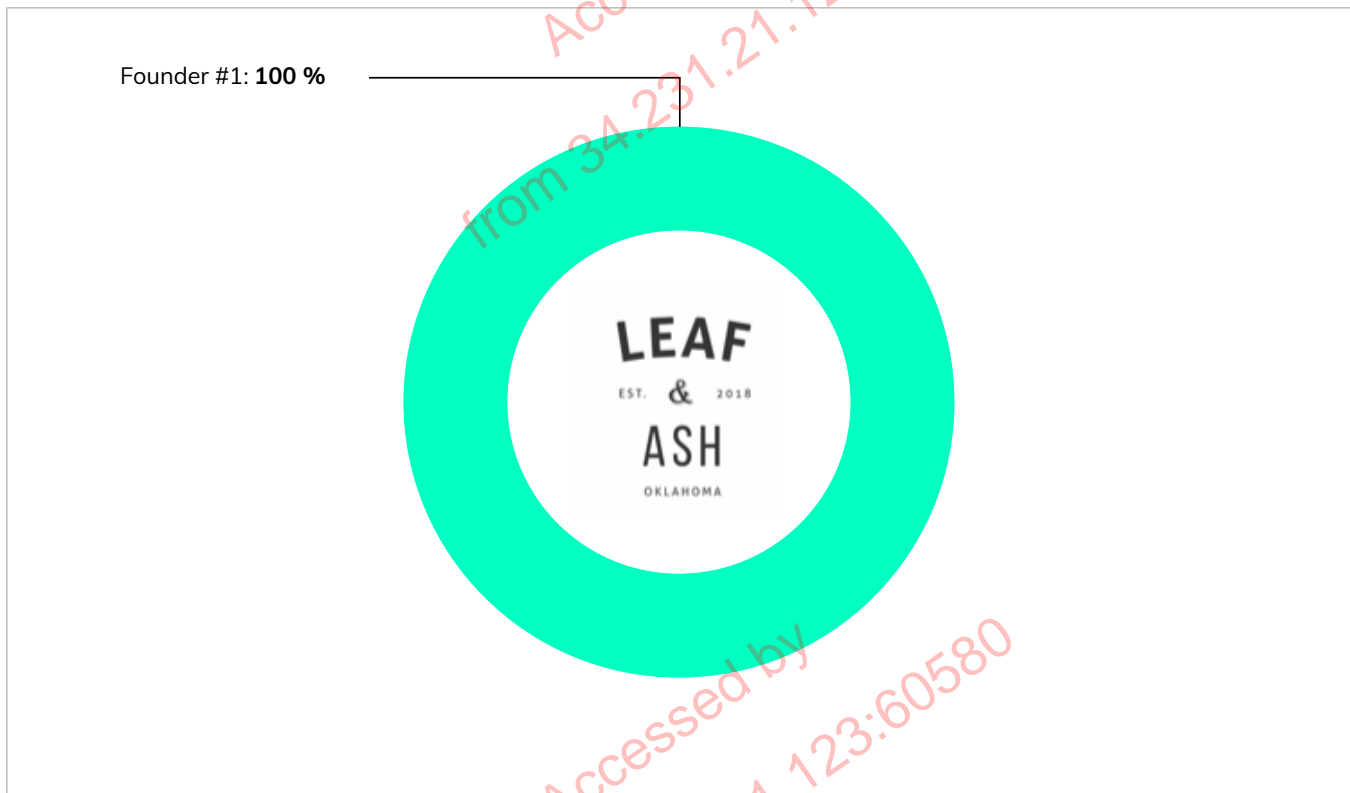 Founder #1: 100 %
from 34.231.21.1
LEAF
EST. & 2018
ASH
OKLAHOMA
Accessed by
123:60580